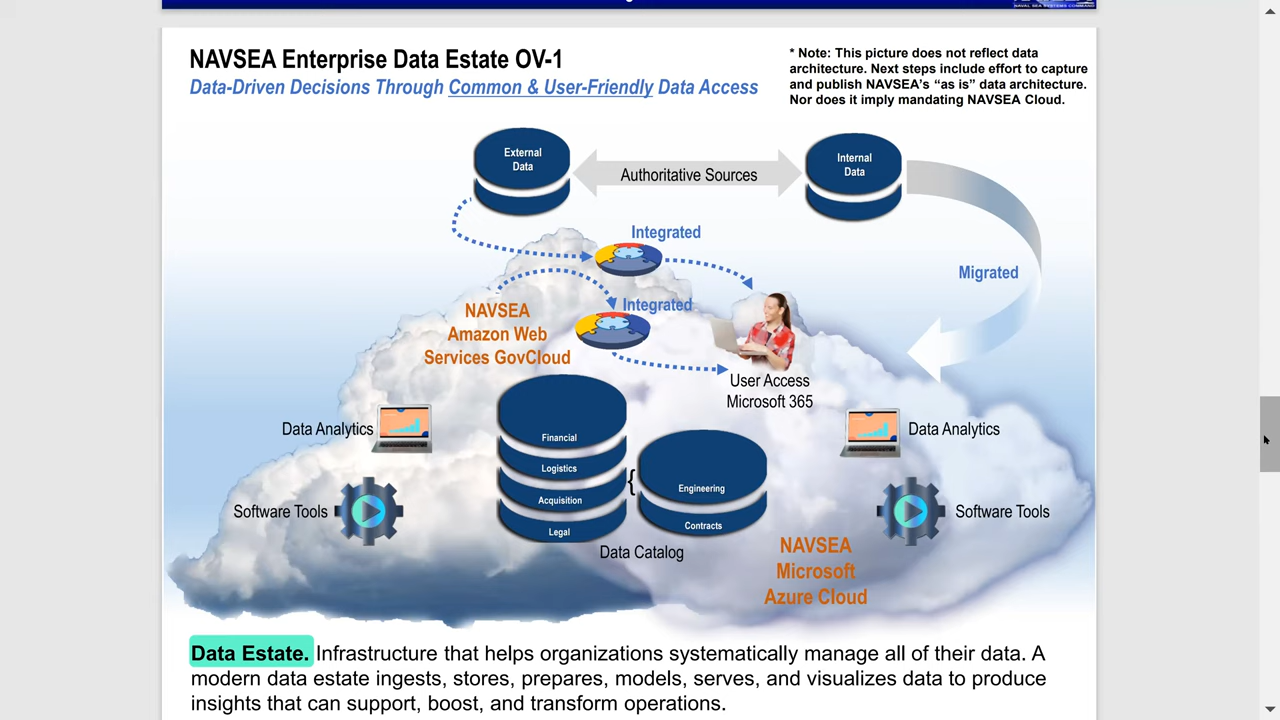 NAVAL SEA SYSTEMS COMMAND
NAVSEA Enterprise Data Estate OV-1
Data-Driven Decisions Through Common & User-Friendly Data Access
* Note: This picture does not reflect data
architecture. Next steps include effort to capture
and publish NAVSEA's “as is” data architecture.
Nor does it imply mandating NAVSEA Cloud.
External
Data
Authoritative Sources
Internal
Data
Integrated
Migrated
Integrated
NAVSEA
Amazon Web
Services GovCloud
User Access
Microsoft 365
Data Analytics
Data Analytics
Financial
Logistics
Acquisition
Legal
{
Engineering
Contracts
Software Tools
Software Tools
Data Catalog
NAVSEA
Microsoft
Azure Cloud
Data Estate. Infrastructure that helps organizations systematically manage all of their data. A
modern data estate ingests, stores, prepares, models, serves, and visualizes data to produce
insights that can support, boost, and transform operations.